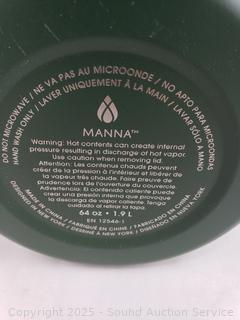 DO NOT MICROWAVE / NE VA PAS AU MICROONDE / NO APTO PARA MICROONDAS
HAND WASH ONLY / LAVER UNIQUEMENT À LA MAIN / LAVAR SÓLO A MANO
MANNA™
Warning: Hot contents can create internal
pressure resulting in discharge of hot vapor.
Use caution when removing lid.
Attention: Les contenus chauds peuvent
créer de la pression à l'intérieur et libérer de
la vapeur très chaude. Faire preuve de
prudence lors de l'ouverture du couvercle.
Advertencia: El contenido caliente puede
crear presión interna y provocar la
descarga de vapor caliente. Tenga
cuidado al retirar la tapa.
64 oz · 1.9 L
EN 12546-1
MADE IN CHINA / FABRIQUÉ EN CHINE / FABRICADO EN CHINA
DESIGNED IN NEW YORK / DESSINÉ À NEW YORK / DISEÑADO EN NUEVA YORK
© Copyright 2025 - Sound Auction Service